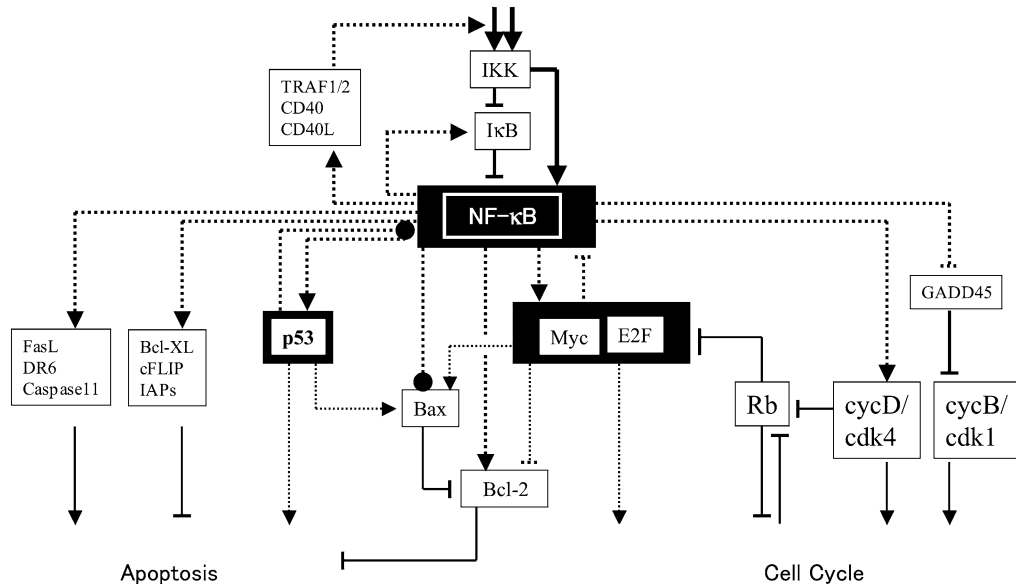 IKK
TRAF1/2
CD40
CD40L
IκB
NF-κB
GADD45
FasL
DR6
Caspase11
Bcl-XL
cFLIP
IAPs
p53
Myc
E2F
Bax
Rb
cycD/
cdk4
cycB/
cdk1
Bcl-2
Apoptosis
Cell Cycle